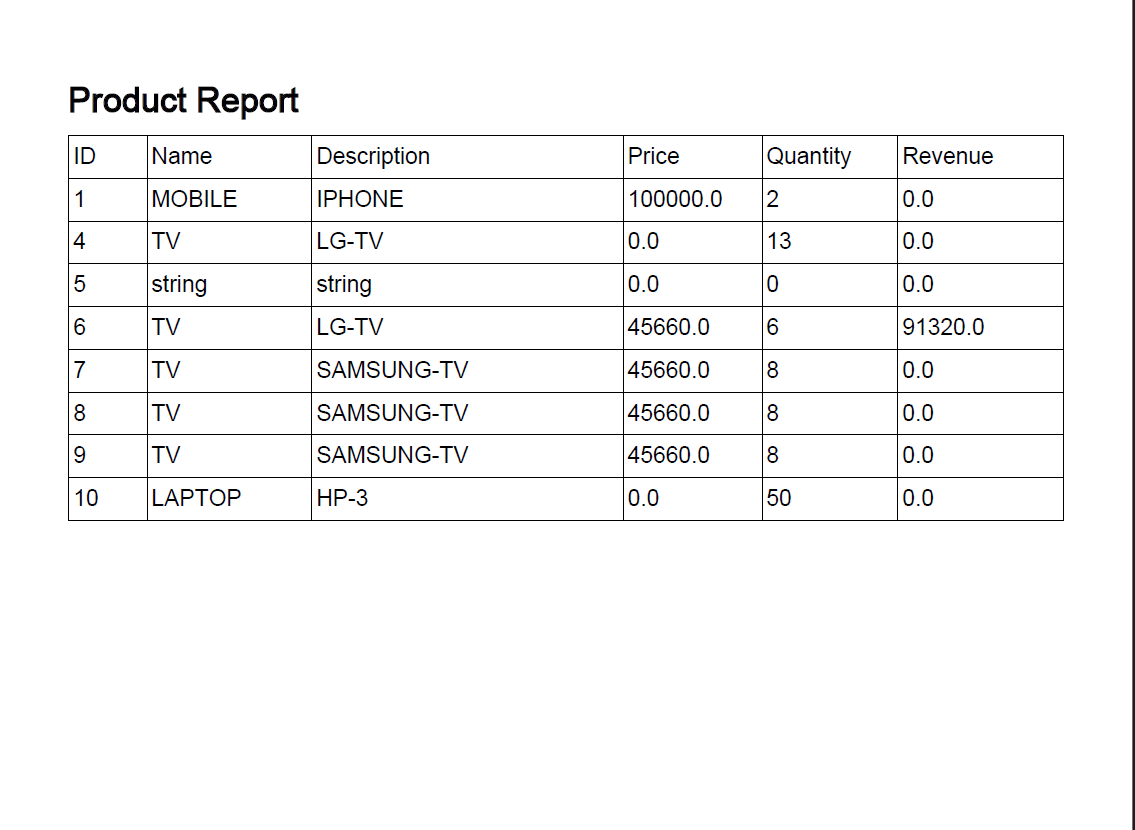 Product Report
ID Name Description Price Quantity Revenue
1 MOBILE IPHONE 100000.0 2 0.0
4 TV LG-TV 0.0 13 0.0
5 string string 0.0 0 0.0
6 TV LG-TV 45660.0 6 91320.0
7 TV SAMSUNG-TV 45660.0 8 0.0
8 TV SAMSUNG-TV 45660.0 8 0.0
9 TV SAMSUNG-TV 45660.0 8 0.0
10 LAPTOP HP-3 0.0 50 0.0